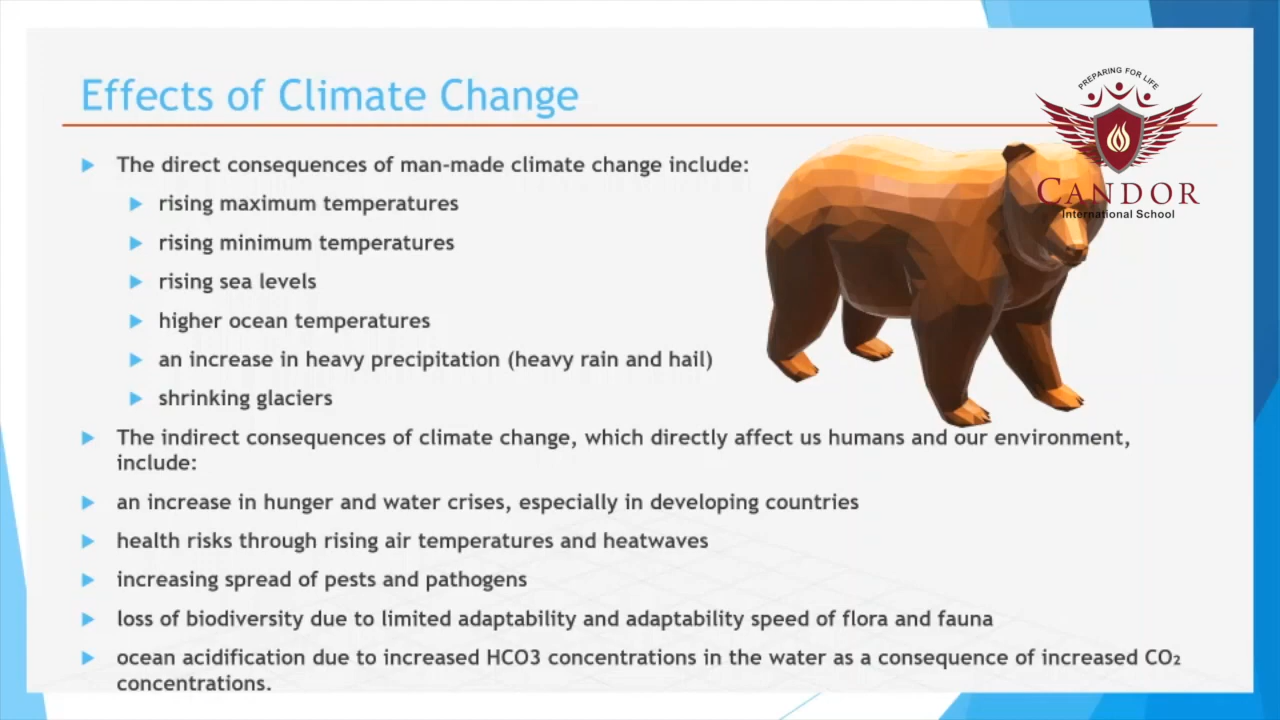 PREPARING FOR LIFE
CANDOR
International School
Effects of Climate Change
The direct consequences of man-made climate change include:
rising maximum temperatures
rising minimum temperatures
rising sea levels
higher ocean temperatures
an increase in heavy precipitation (heavy rain and hail)
shrinking glaciers
The indirect consequences of climate change, which directly affect us humans and our environment,
include:
an increase in hunger and water crises, especially in developing countries
health risks through rising air temperatures and heatwaves
increasing spread of pests and pathogens
loss of biodiversity due to limited adaptability and adaptability speed of flora and fauna
ocean acidification due to increased HCO3 concentrations in the water as a consequence of increased CO₂
concentrations.